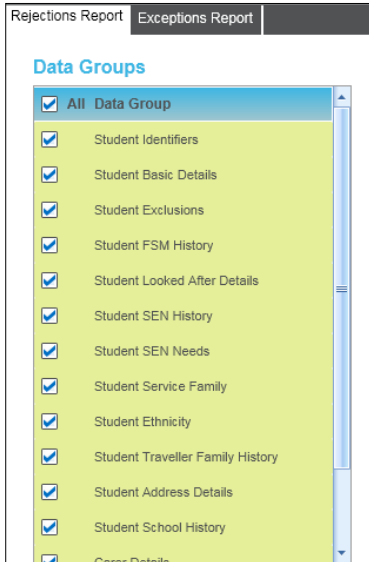 Rejections Report Exceptions Report
Data Groups
All Data Group
Student Identifiers
Student Basic Details
Student Exclusions
Student FSM History
Student Looked After Details
Student SEN History
Student SEN Needs
Student Service Family
Student Ethnicity
Student Traveller Family History
Student Address Details
Student School History
Carer Details